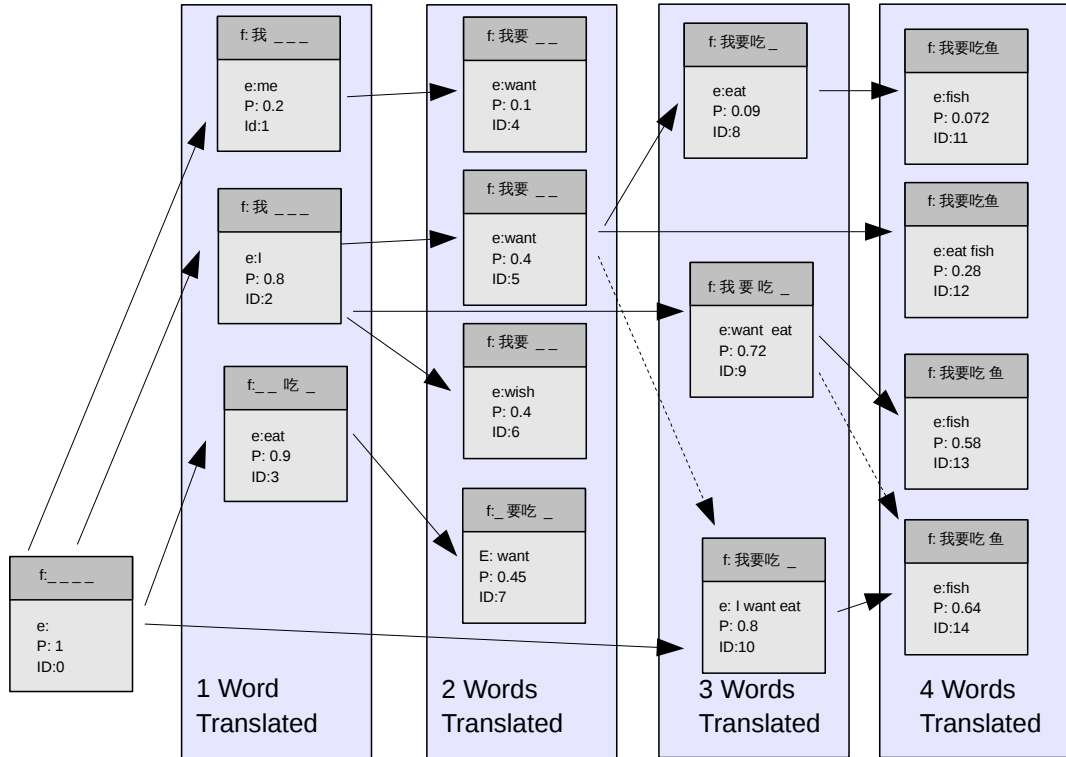 f:_ _ _ _
e:
P: 1
ID:0
f: 我 _ _ _
e:me
P: 0.2
Id:1
f: 我 _ _ _
e:I
P: 0.8
ID:2
f:_ _ 吃 _
e:eat
P: 0.9
ID:3
1 Word
Translated
f: 我要 _ _
e:want
P: 0.1
ID:4
f: 我要 _ _
e:want
P: 0.4
ID:5
f: 我要 _ _
e:wish
P: 0.4
ID:6
f:_ 要吃 _
E: want
P: 0.45
ID:7
2 Words
Translated
f: 我要吃 _
e:eat
P: 0.09
ID:8
f: 我 要 吃 _
e:want eat
P: 0.72
ID:9
f: 我要吃 _
e: I want eat
P: 0.8
ID:10
3 Words
Translated
f: 我要吃鱼
e:fish
P: 0.072
ID:11
f: 我要吃鱼
e:eat fish
P: 0.28
ID:12
f: 我要吃 鱼
e:fish
P: 0.58
ID:13
f: 我要吃 鱼
e:fish
P: 0.64
ID:14
4 Words
Translated